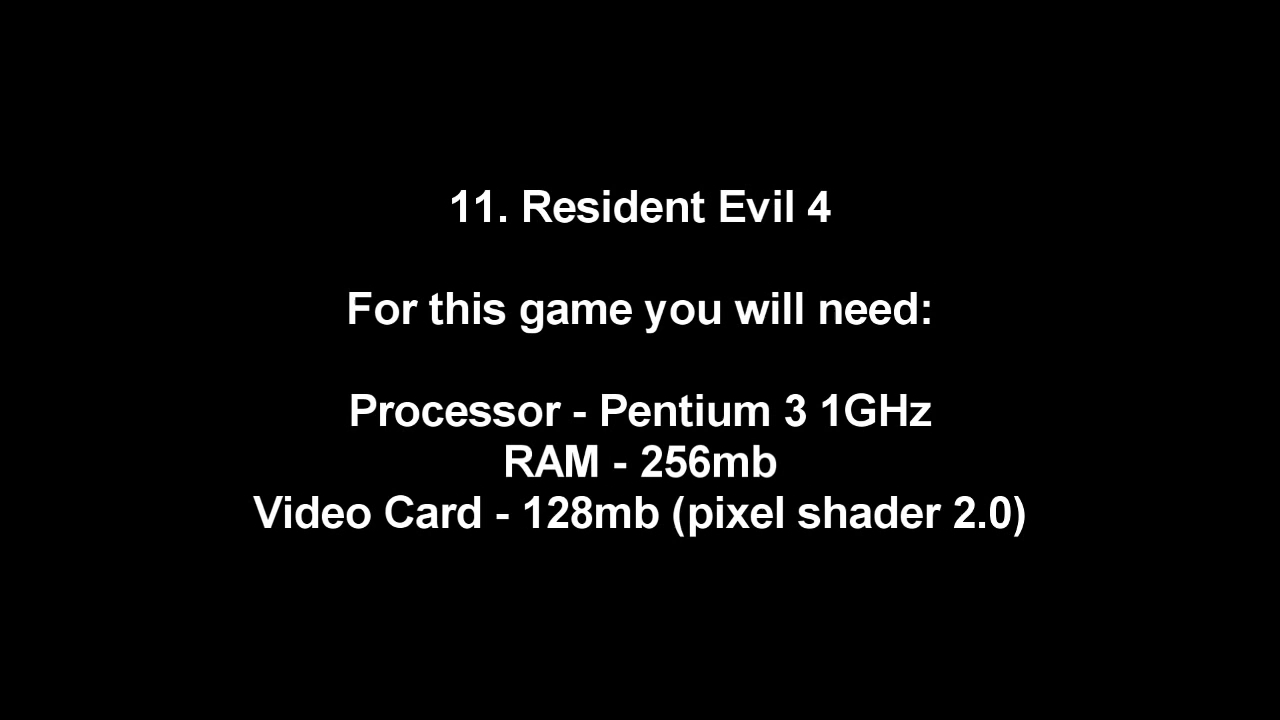 11. Resident Evil 4
For this game you will need:
Processor - Pentium 3 1GHz
RAM - 256mb
Video Card - 128mb (pixel shader 2.0)